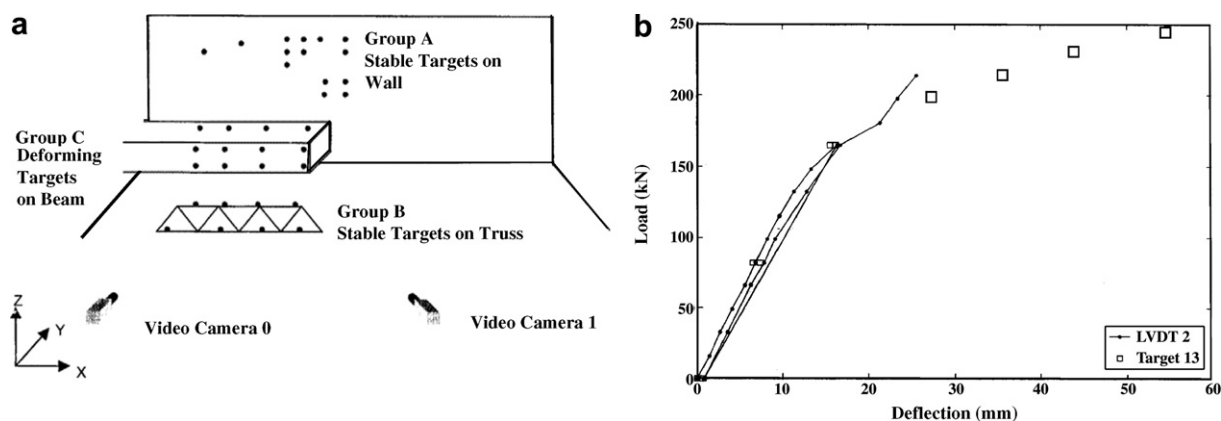 a
Group A
Stable Targets on
Wall
Group C
Deforming
Targets
on Beam
Group B
Stable Targets on Truss
Z
Y
X
Video Camera 0
Video Camera 1
b
250
200
150
100
50
0
Load (kN)
LVDT 2
Target 13
0
10
20
30
40
50
60
Deflection (mm)